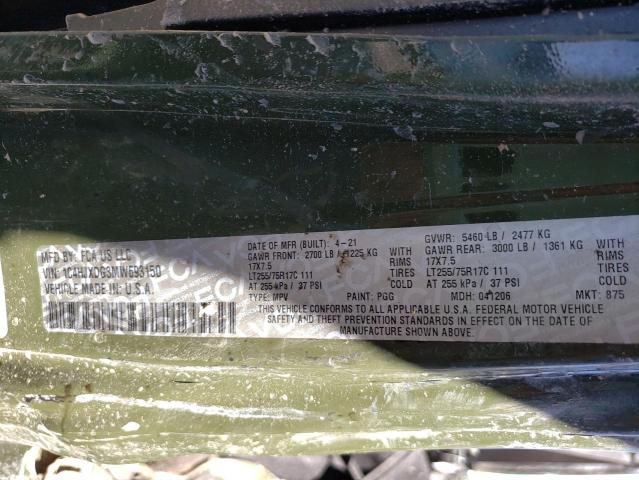 MFD BY: FCA US LLC
DATE OF MFR (BUILT): 4-21
GVWR: 5460 LB / 2477 KG
GAWR FRONT: 2700 LB / 1225 KG WITH
GAWR REAR: 3000 LB / 1361 KG WITH
VIN: 1C4HJXDG3MW693150
17X7.5 RIMS
17X7.5 RIMS
VEHICLE MADE IN: U.S.A.
LT255/75R17C 111
LT255/75R17C 111
AT 255 kPa / 37 PSI COLD
AT 255 kPa / 37 PSI COLD
TYPE: MPV PAINT: PGG MDH: 041206 MKT: 875
THIS VEHICLE CONFORMS TO ALL APPLICABLE U.S.A. FEDERAL MOTOR VEHICLE
SAFETY AND THEFT PREVENTION STANDARDS IN EFFECT ON THE DATE OF
MANUFACTURE SHOWN ABOVE.